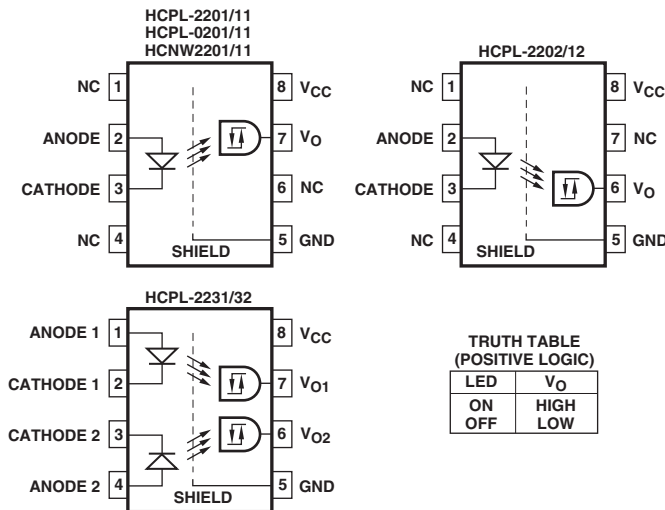 HCPL-2201/11
HCPL-0201/11
HCNW2201/11
NC 1
8 VCC
ANODE 2
7 VO
CATHODE 3
6 NC
NC 4
5 GND
SHIELD
HCPL-2202/12
NC 1
8 VCC
ANODE 2
7 NC
CATHODE 3
6 VO
NC 4
5 GND
SHIELD
HCPL-2231/32
ANODE 1 1
8 VCC
CATHODE 1 2
7 VO1
CATHODE 2 3
6 VO2
ANODE 2 4
5 GND
SHIELD
TRUTH TABLE
(POSITIVE LOGIC)
LED VO
ON HIGH
OFF LOW